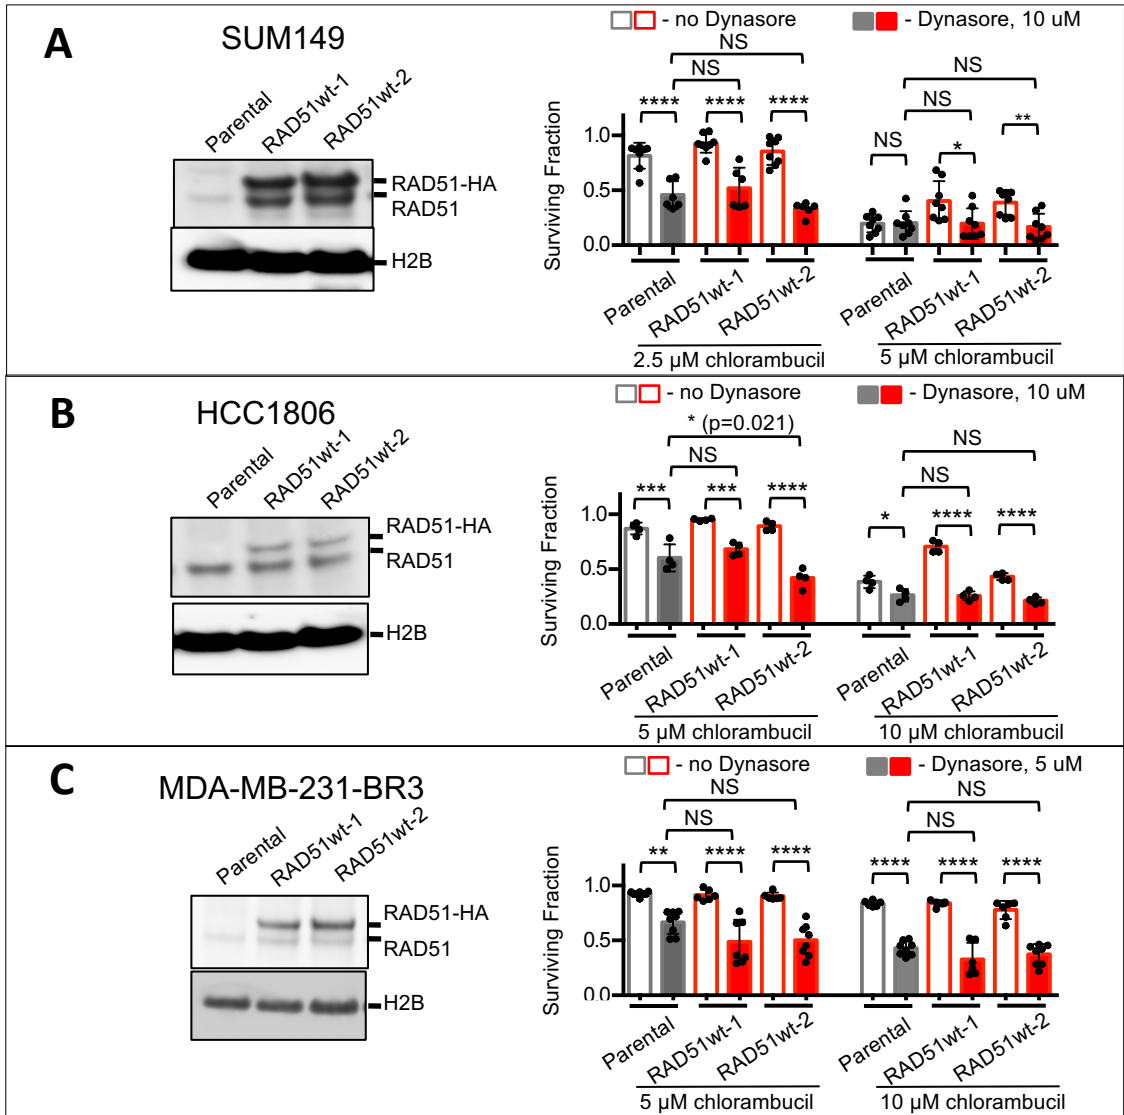 A
SUM149
Parental
RAD51wt-1
RAD51wt-2
RAD51-HA
RAD51
H2B
- no Dynasore
- Dynasore, 10 uM
NS
NS
**** **** ****
NS
NS
NS
*
**
Surviving Fraction
1.0
0.5
0.0
Parental
RAD51wt-1
RAD51wt-2
2.5 µM chlorambucil
Parental
RAD51wt-1
RAD51wt-2
5 µM chlorambucil
B
HCC1806
Parental
RAD51wt-1
RAD51wt-2
RAD51-HA
RAD51
H2B
- no Dynasore
- Dynasore, 10 uM
* (p=0.021)
NS
*** *** ****
NS
NS
* **** ****
Surviving Fraction
1.0
0.5
0.0
Parental
RAD51wt-1
RAD51wt-2
5 µM chlorambucil
Parental
RAD51wt-1
RAD51wt-2
10 µM chlorambucil
C
MDA-MB-231-BR3
Parental
RAD51wt-1
RAD51wt-2
RAD51-HA
RAD51
H2B
- no Dynasore
- Dynasore, 5 uM
NS
NS
** **** ****
NS
NS
**** **** ****
Surviving Fraction
1.0
0.5
0.0
Parental
RAD51wt-1
RAD51wt-2
5 µM chlorambucil
Parental
RAD51wt-1
RAD51wt-2
10 µM chlorambucil